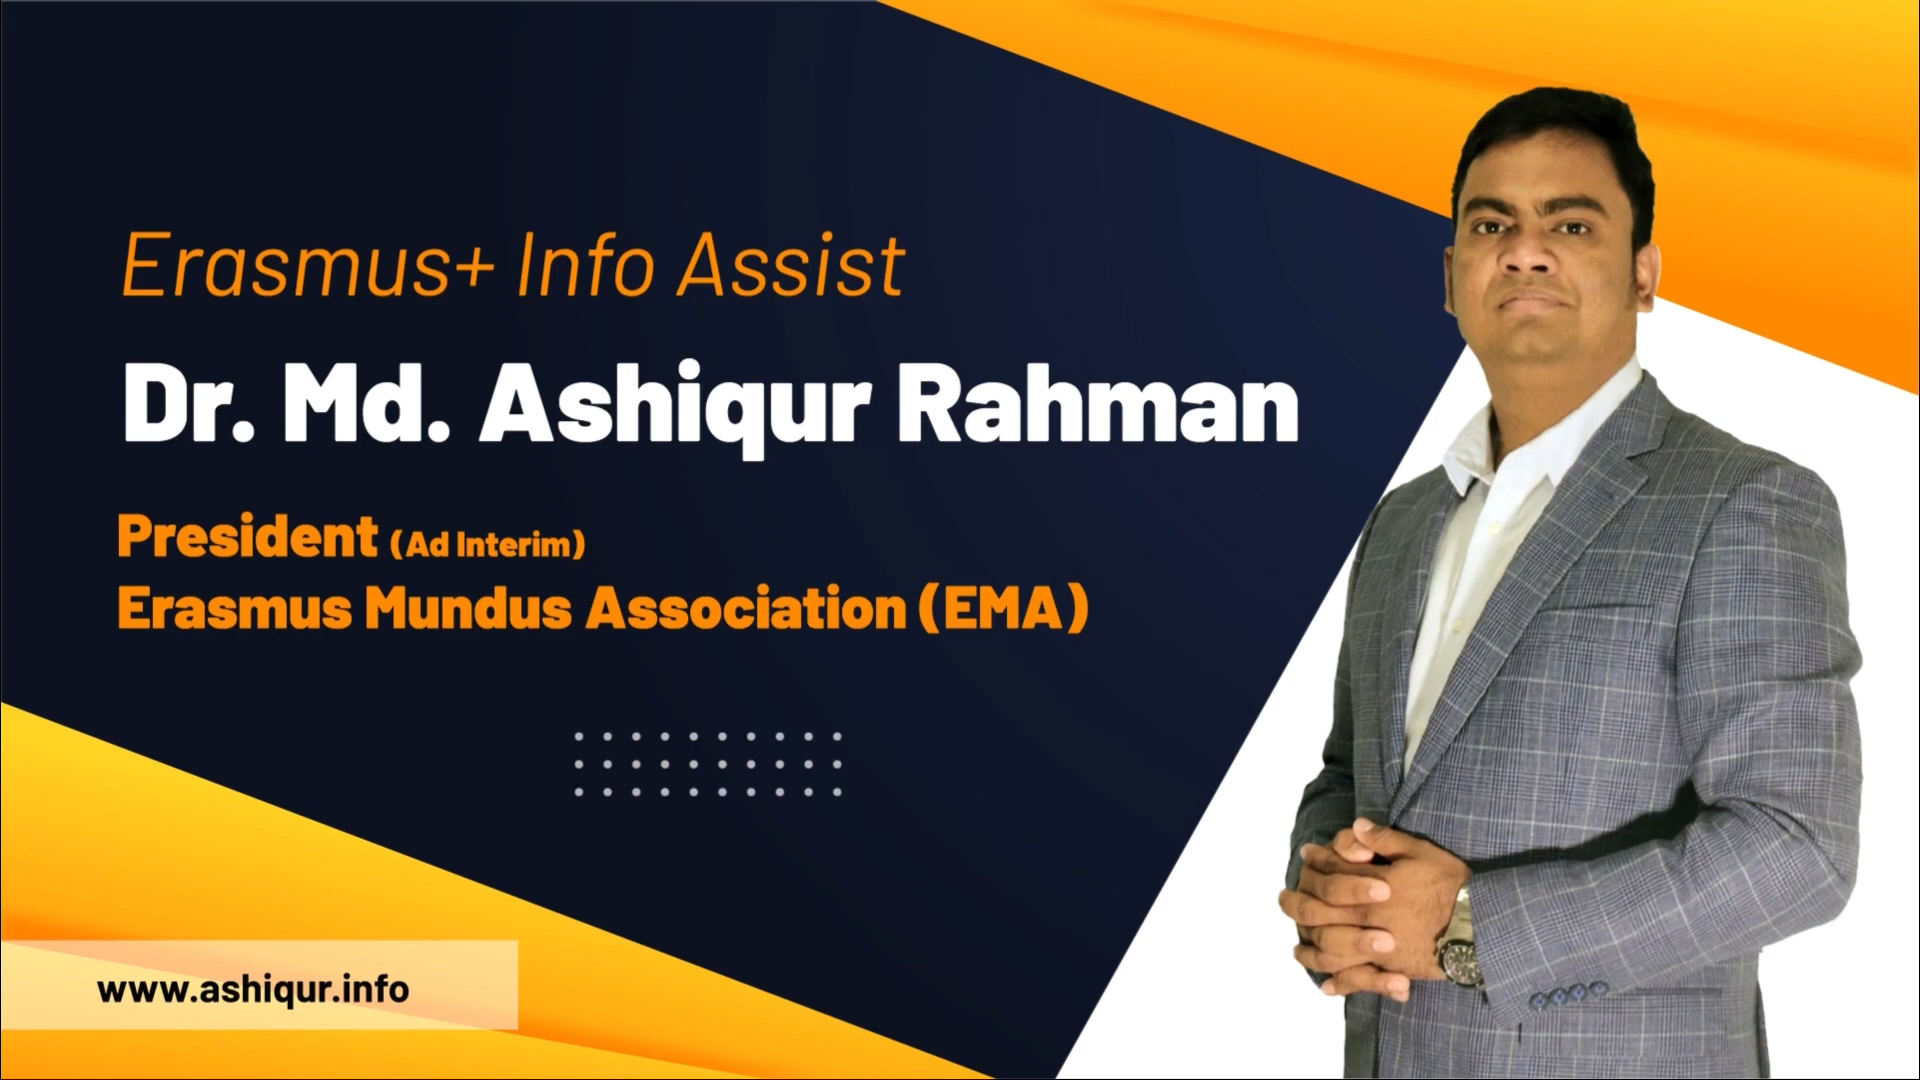 Erasmus+ Info Assist
Dr. Md. Ashiqur Rahman
President (Ad Interim)
Erasmus Mundus Association (EMA)
www.ashiqur.info